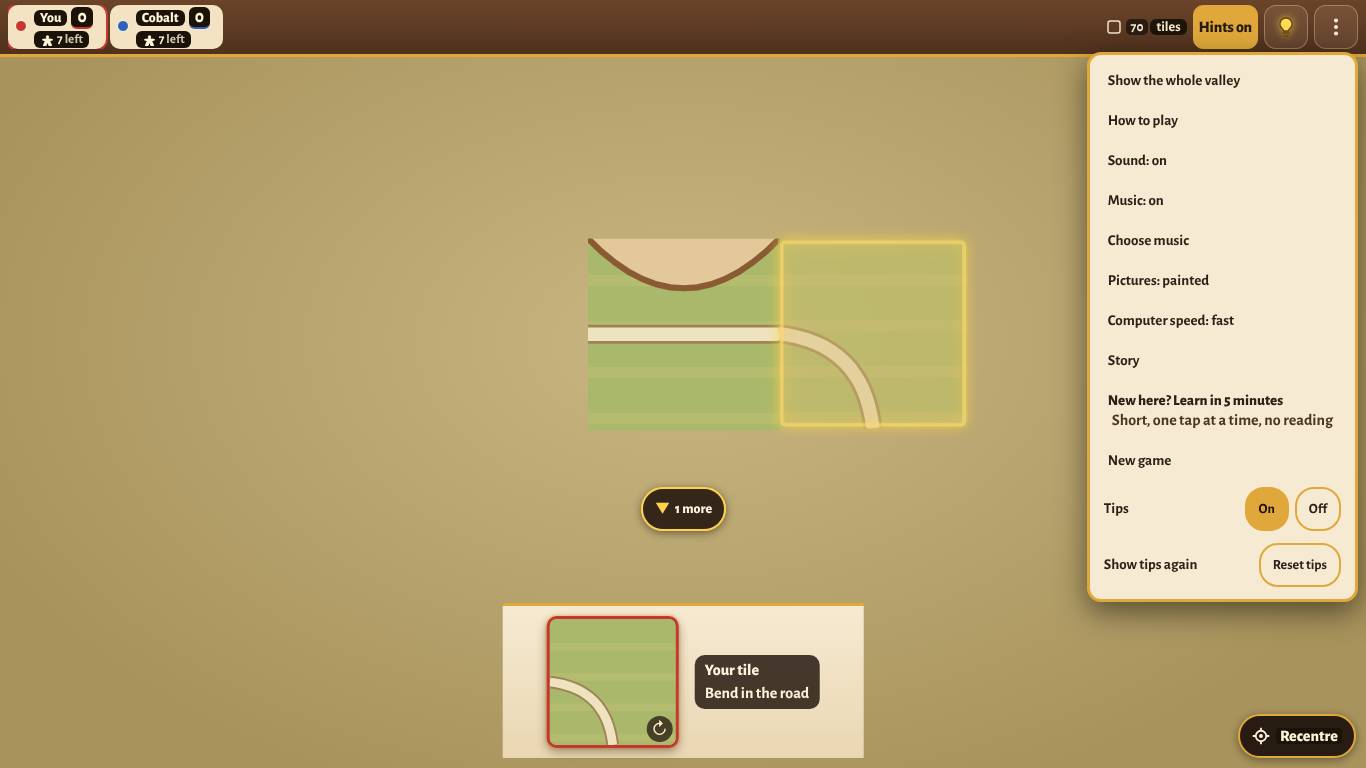 You 0
7 left
Cobalt 0
7 left
70 tiles
Hints on
Show the whole valley
How to play
Sound: on
Music: on
Choose music
Pictures: painted
Computer speed: fast
Story
New here? Learn in 5 minutes
Short, one tap at a time, no reading
New game
Tips On Off
Show tips again Reset tips
1 more
Your tile
Bend in the road
Recentre